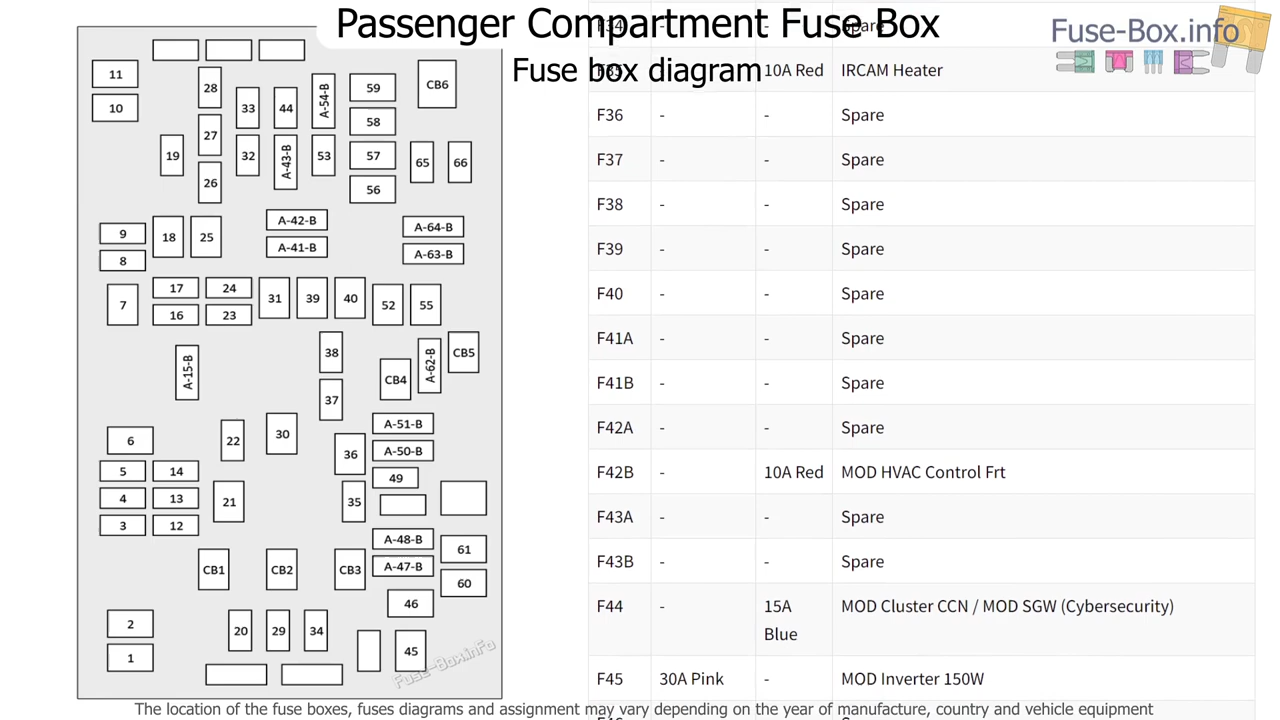 Passenger Compartment Fuse Box
Fuse box diagram
Fuse-Box.info
11
10
28
33
44
A-54-B
59
CB6
58
27
19
32
A-43-B
53
57
65
66
26
56
9
8
18
25
A-42-B
A-41-B
A-64-B
A-63-B
7
17
24
16
23
31
39
40
52
55
38
A-15-B
CB4
A-62-B
CB5
37
6
22
30
A-51-B
36
A-50-B
5
14
49
4
13
21
35
3
12
A-48-B
61
CB1
CB2
CB3
A-47-B
60
46
2
20
29
34
1
45
Fuse-Box.info
F34 - - Spare
10A Red IRCAM Heater
F36 - - Spare
F37 - - Spare
F38 - - Spare
F39 - - Spare
F40 - - Spare
F41A - - Spare
F41B - - Spare
F42A - - Spare
F42B - 10A Red MOD HVAC Control Frt
F43A - - Spare
F43B - - Spare
F44 - 15A MOD Cluster CCN / MOD SGW (Cybersecurity)
Blue
F45 30A Pink - MOD Inverter 150W
The location of the fuse boxes, fuses diagrams and assignment may vary depending on the year of manufacture, country and vehicle equipment